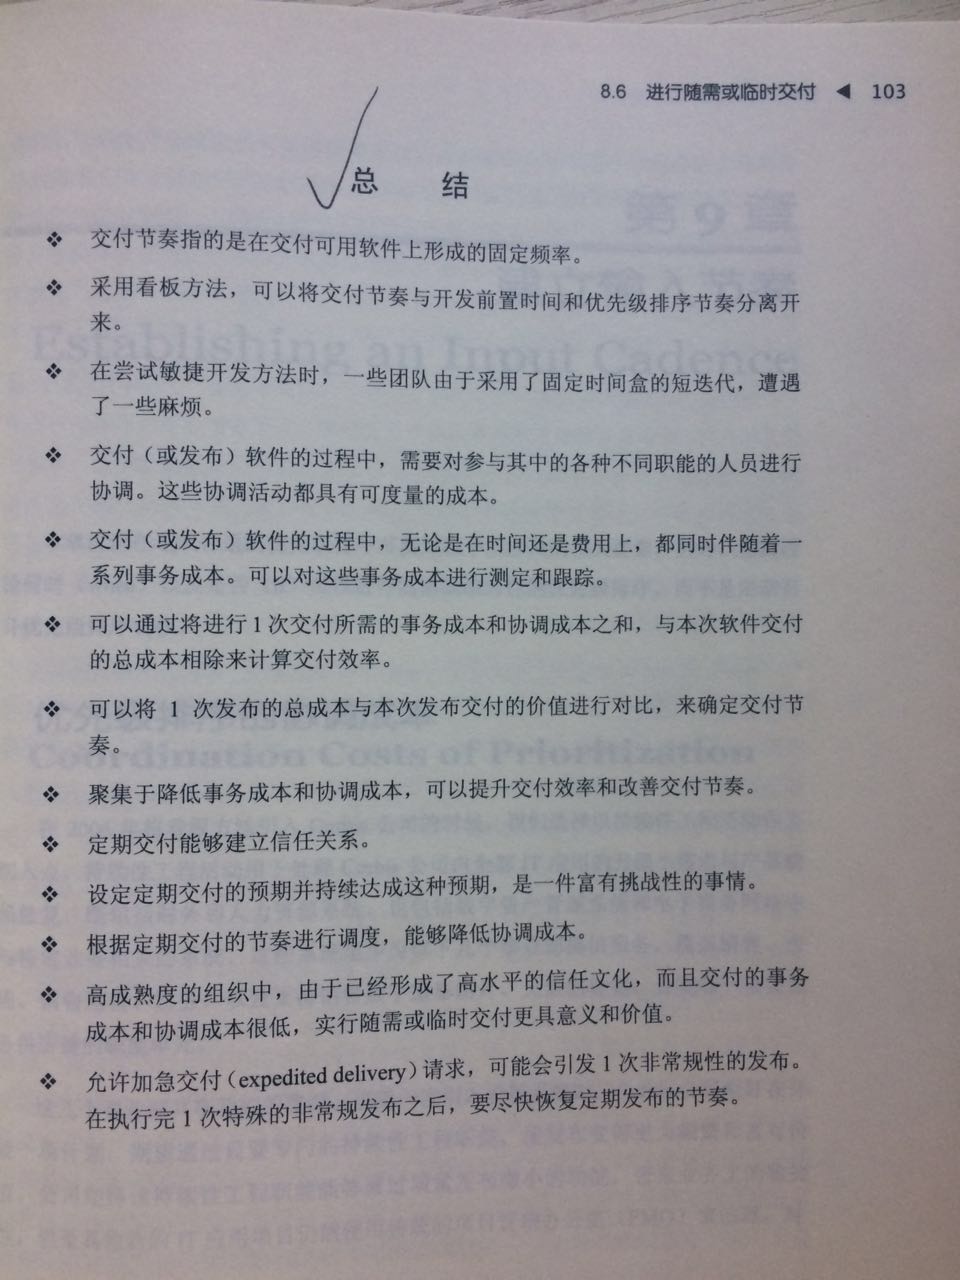 8.6 进行随需或临时交付 ◀ 103
总 结
❖ 交付节奏指的是在交付可用软件上形成的固定频率。
❖ 采用看板方法，可以将交付节奏与开发前置时间和优先级排序节奏分离开
来。
❖ 在尝试敏捷开发方法时，一些团队由于采用了固定时间盒的短迭代，遭遇
了一些麻烦。
❖ 交付（或发布）软件的过程中，需要对参与其中的各种不同职能的人员进行
协调。这些协调活动都具有可度量的成本。
❖ 交付（或发布）软件的过程中，无论是在时间还是费用上，都同时伴随着一
系列事务成本。可以对这些事务成本进行测定和跟踪。
❖ 可以通过将进行1次交付所需的事务成本和协调成本之和，与本次软件交付
的总成本相除来计算交付效率。
❖ 可以将 1 次发布的总成本与本次发布交付的价值进行对比，来确定交付节
奏。
❖ 聚集于降低事务成本和协调成本，可以提升交付效率和改善交付节奏。
❖ 定期交付能够建立信任关系。
❖ 设定定期交付的预期并持续达成这种预期，是一件富有挑战性的事情。
❖ 根据定期交付的节奏进行调度，能够降低协调成本。
❖ 高成熟度的组织中，由于已经形成了高水平的信任文化，而且交付的事务
成本和协调成本很低，实行随需或临时交付更具意义和价值。
❖ 允许加急交付（expedited delivery）请求，可能会引发1次非常规性的发布。
在执行完1次特殊的非常规发布之后，要尽快恢复定期发布的节奏。
第 9 章
Establishing an Input Cadence
Coordination Costs of Prioritization